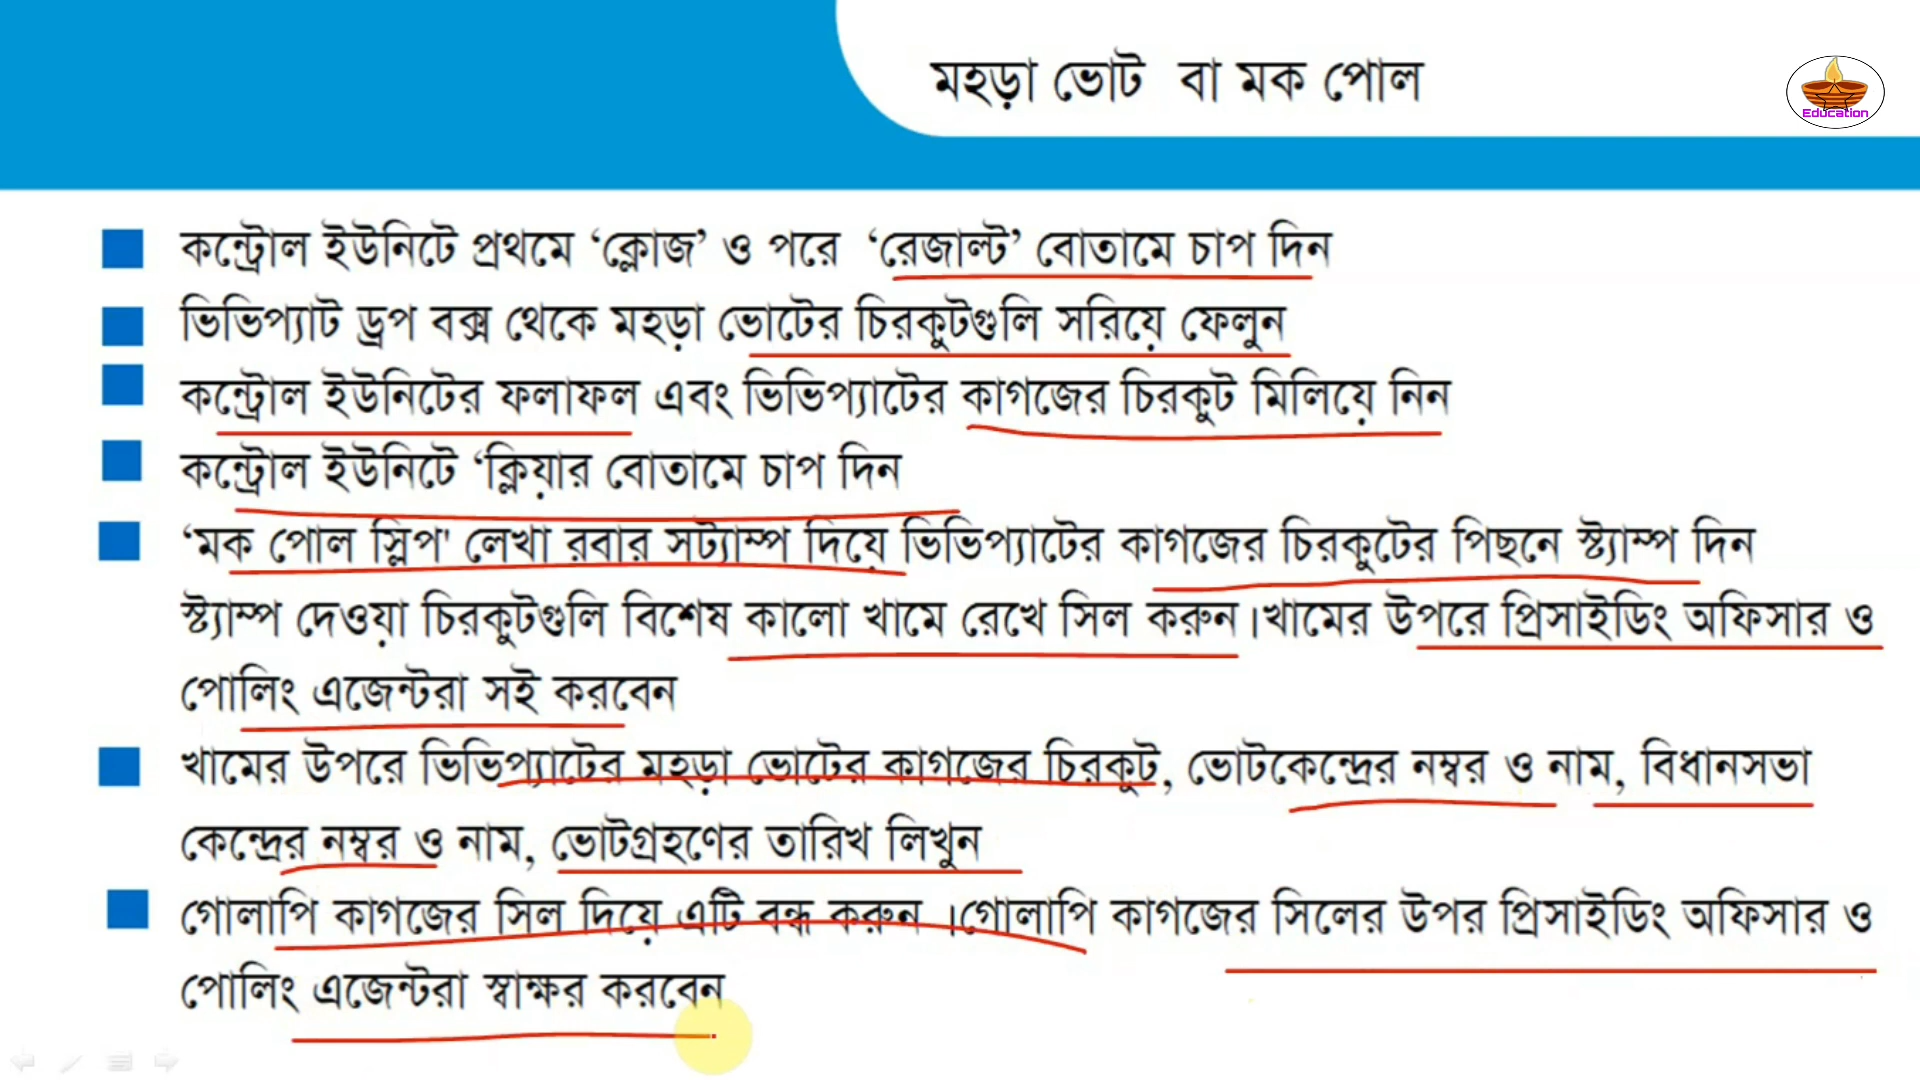 মহড়া ভোট বা মক পোল
Education
কন্ট্রোল ইউনিটে প্রথমে ‘ক্লোজ’ ও পরে ‘রেজাল্ট’ বোতামে চাপ দিন
ভিভিপ্যাট ড্রপ বক্স থেকে মহড়া ভোটের চিরকুটগুলি সরিয়ে ফেলুন
কন্ট্রোল ইউনিটের ফলাফল এবং ভিভিপ্যাটের কাগজের চিরকুট মিলিয়ে নিন
কন্ট্রোল ইউনিটে ‘ক্লিয়ার বোতামে চাপ দিন
‘মক পোল স্লিপ' লেখা রবার সট্যাম্প দিয়ে ভিভিপ্যাটের কাগজের চিরকুটের পিছনে স্ট্যাম্প দিন
স্ট্যাম্প দেওয়া চিরকুটগুলি বিশেষ কালো খামে রেখে সিল করুন।খামের উপরে প্রিসাইডিং অফিসার ও
পোলিং এজেন্টরা সই করবেন
খামের উপরে ভিভিপ্যাটের মহড়া ভোটের কাগজের চিরকুট, ভোটকেন্দ্রের নম্বর ও নাম, বিধানসভা
কেন্দ্রের নম্বর ও নাম, ভোটগ্রহণের তারিখ লিখুন
গোলাপি কাগজের সিল দিয়ে এটি বন্ধ করুন ।গোলাপি কাগজের সিলের উপর প্রিসাইডিং অফিসার ও
পোলিং এজেন্টরা স্বাক্ষর করবেন